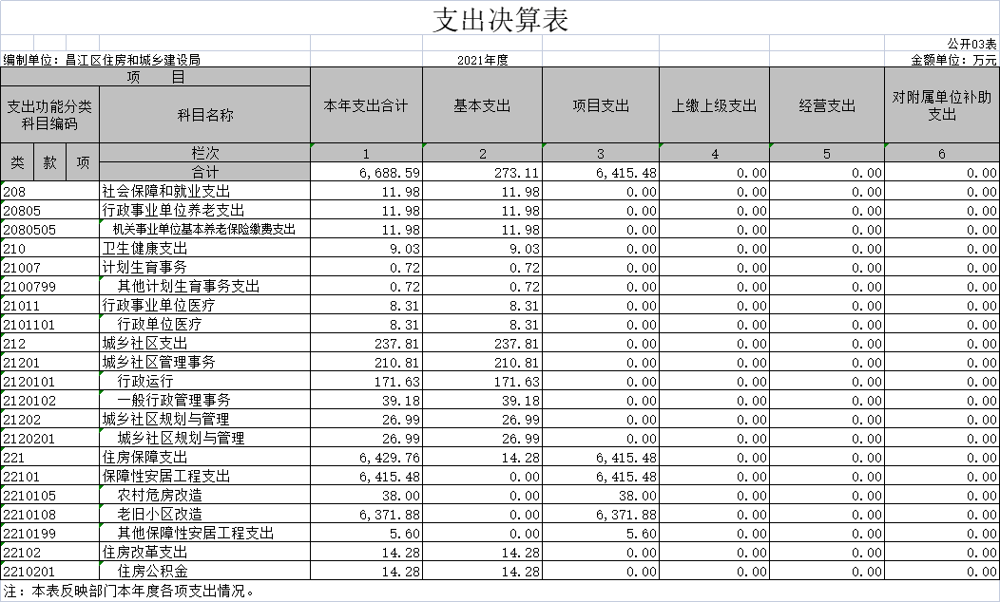 支出决算表
公开03表
编制单位：昌江区住房和城乡建设局 2021年度 金额单位：万元
项 目 本年支出合计 基本支出 项目支出 上缴上级支出 经营支出 对附属单位补助支出
支出功能分类科目编码 科目名称
类 款 项 栏次 1 2 3 4 5 6
合计 6,688.59 273.11 6,415.48 0.00 0.00 0.00
208 社会保障和就业支出 11.98 11.98 0.00 0.00 0.00 0.00
20805 行政事业单位养老支出 11.98 11.98 0.00 0.00 0.00 0.00
2080505 机关事业单位基本养老保险缴费支出 11.98 11.98 0.00 0.00 0.00 0.00
210 卫生健康支出 9.03 9.03 0.00 0.00 0.00 0.00
21007 计划生育事务 0.72 0.72 0.00 0.00 0.00 0.00
2100799 其他计划生育事务支出 0.72 0.72 0.00 0.00 0.00 0.00
21011 行政事业单位医疗 8.31 8.31 0.00 0.00 0.00 0.00
2101101 行政单位医疗 8.31 8.31 0.00 0.00 0.00 0.00
212 城乡社区支出 237.81 237.81 0.00 0.00 0.00 0.00
21201 城乡社区管理事务 210.81 210.81 0.00 0.00 0.00 0.00
2120101 行政运行 171.63 171.63 0.00 0.00 0.00 0.00
2120102 一般行政管理事务 39.18 39.18 0.00 0.00 0.00 0.00
21202 城乡社区规划与管理 26.99 26.99 0.00 0.00 0.00 0.00
2120201 城乡社区规划与管理 26.99 26.99 0.00 0.00 0.00 0.00
221 住房保障支出 6,429.76 14.28 6,415.48 0.00 0.00 0.00
22101 保障性安居工程支出 6,415.48 0.00 6,415.48 0.00 0.00 0.00
2210105 农村危房改造 38.00 0.00 38.00 0.00 0.00 0.00
2210108 老旧小区改造 6,371.88 0.00 6,371.88 0.00 0.00 0.00
2210199 其他保障性安居工程支出 5.60 0.00 5.60 0.00 0.00 0.00
22102 住房改革支出 14.28 14.28 0.00 0.00 0.00 0.00
2210201 住房公积金 14.28 14.28 0.00 0.00 0.00 0.00
注：本表反映部门本年度各项支出情况。